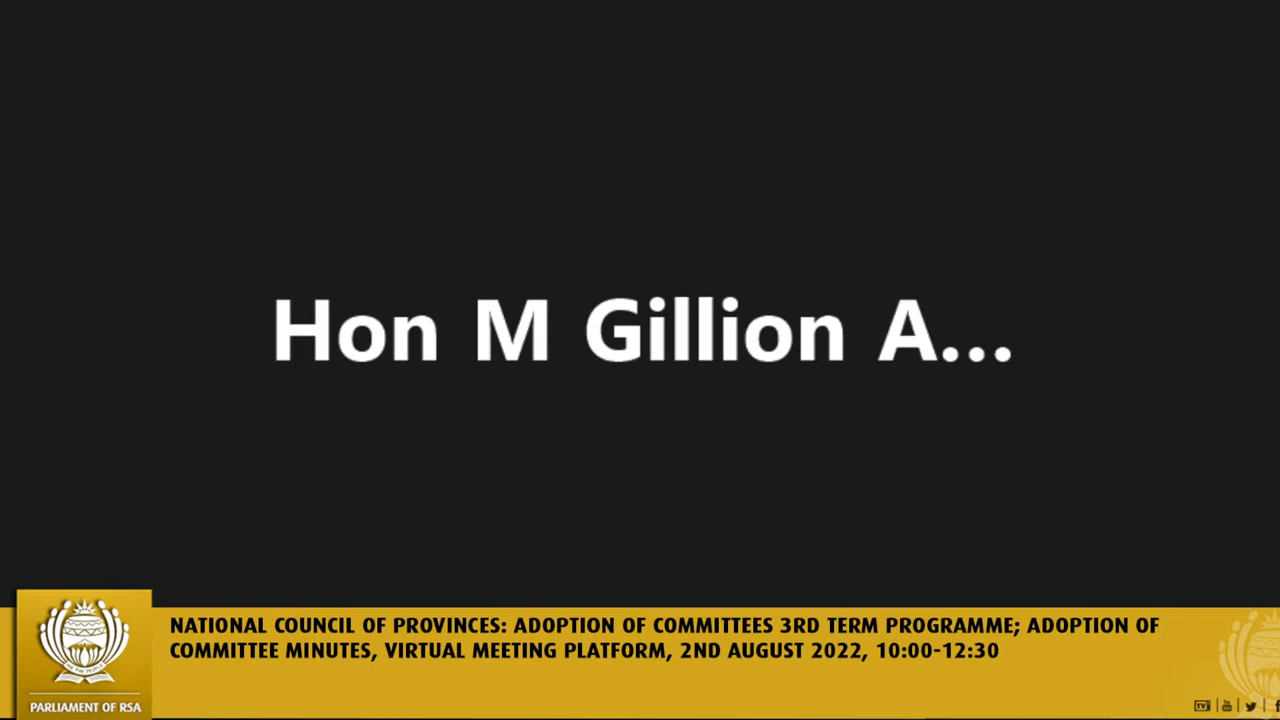 Hon M Gillion A...
NATIONAL COUNCIL OF PROVINCES: ADOPTION OF COMMITTEES 3RD TERM PROGRAMME; ADOPTION OF
COMMITTEE MINUTES, VIRTUAL MEETING PLATFORM, 2ND AUGUST 2022, 10:00-12:30
PARLIAMENT OF RSA